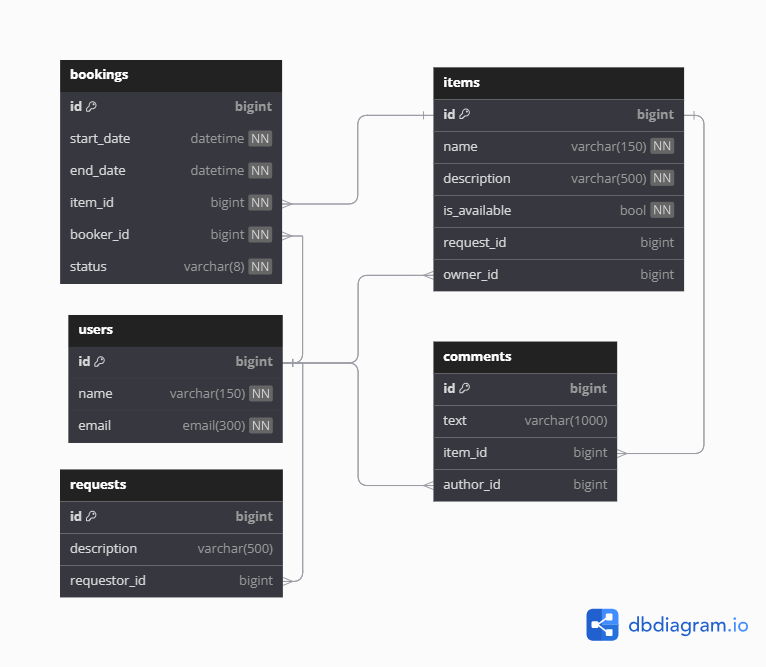 bookings
id bigint
start_date datetime NN
end_date datetime NN
item_id bigint NN
booker_id bigint NN
status varchar(8) NN
users
id bigint
name varchar(150) NN
email email(300) NN
requests
id bigint
description varchar(500)
requestor_id bigint
items
id bigint
name varchar(150) NN
description varchar(500) NN
is_available bool NN
request_id bigint
owner_id bigint
comments
id bigint
text varchar(1000)
item_id bigint
author_id bigint
dbdiagram.io